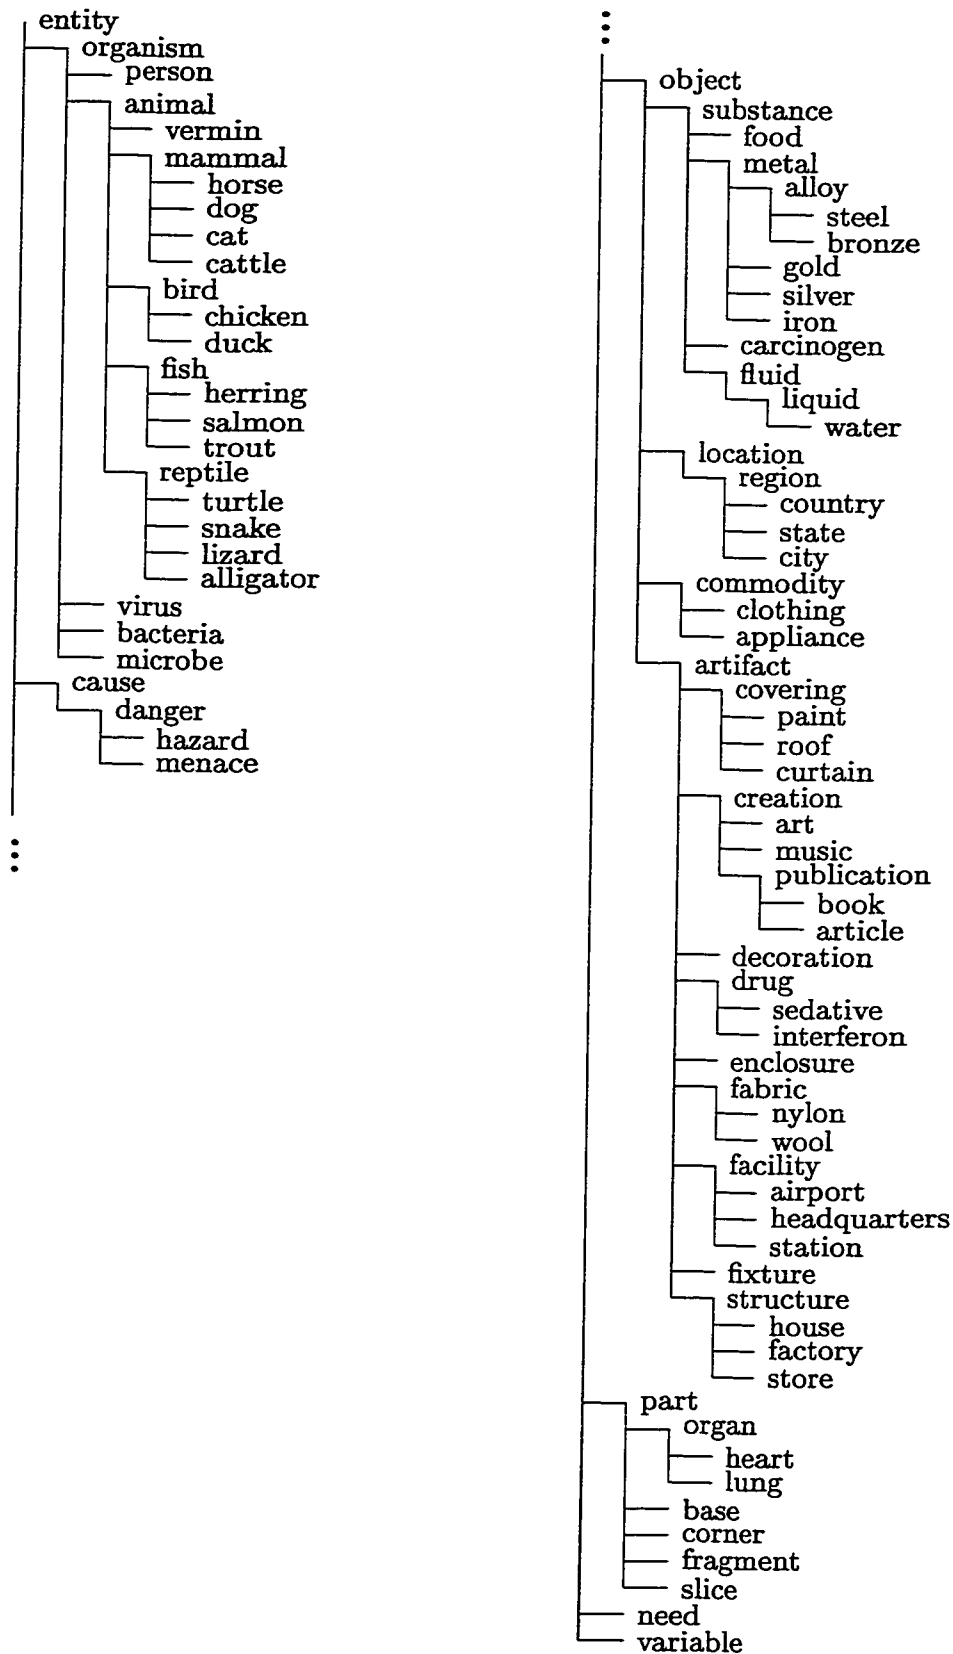 entity
organism
person
animal
vermin
mammal
horse
dog
cat
cattle
bird
chicken
duck
fish
herring
salmon
trout
reptile
turtle
snake
lizard
alligator
virus
bacteria
microbe
cause
danger
hazard
menace
object
substance
food
metal
alloy
steel
bronze
gold
silver
iron
carcinogen
fluid
liquid
water
location
region
country
state
city
commodity
clothing
appliance
artifact
covering
paint
roof
curtain
creation
art
music
publication
book
article
decoration
drug
sedative
interferon
enclosure
fabric
nylon
wool
facility
airport
headquarters
station
fixture
structure
house
factory
store
part
organ
heart
lung
base
corner
fragment
slice
need
variable